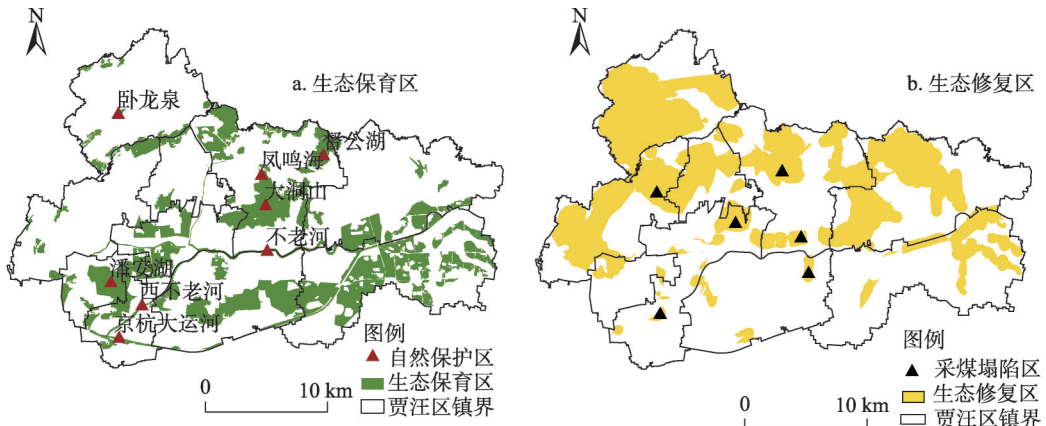 N
a. 生态保育区
卧龙泉
督公湖
凤鸣海
大洞山
不老河
潘安湖
西不老河
京杭大运河
图例
自然保护区
生态保育区
贾汪区镇界
0 10 km
N
b. 生态修复区
图例
采煤塌陷区
生态修复区
贾汪区镇界
0 10 km